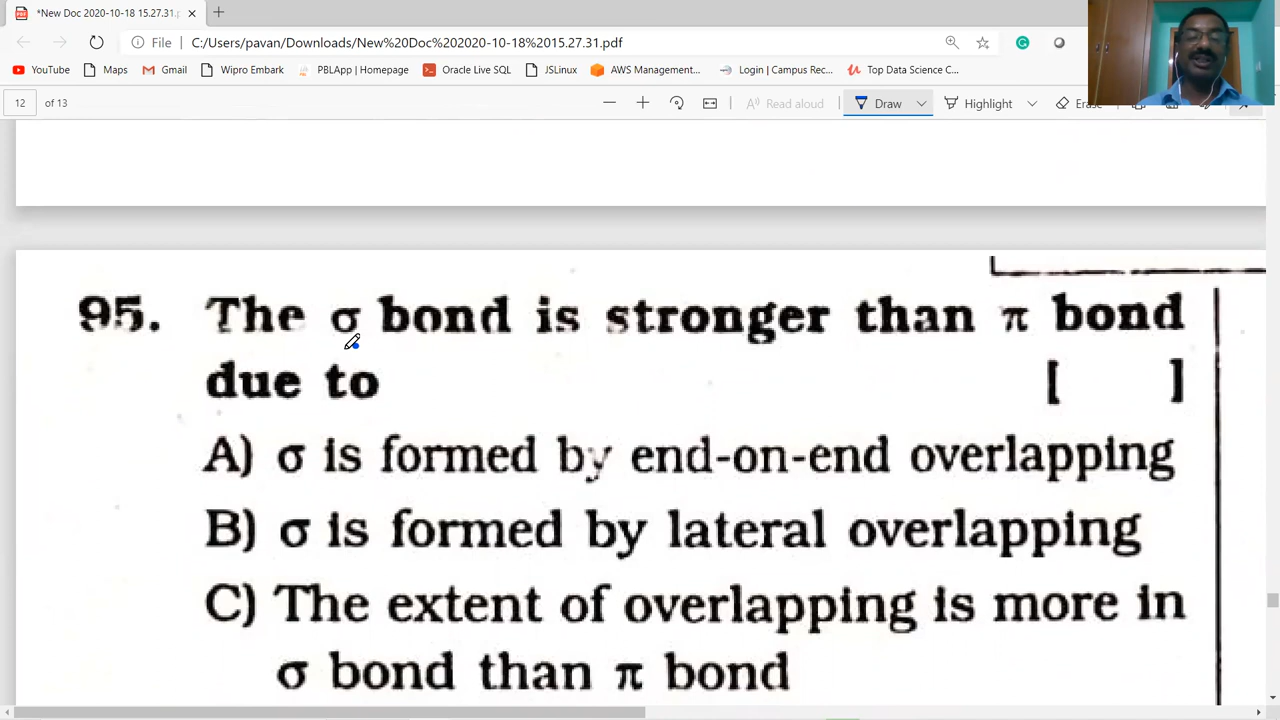 *New Doc 2020-10-18 15.27.31.p
File C:/Users/pavan/Downloads/New%20Doc%202020-10-18%2015.27.31.pdf
YouTube Maps Gmail Wipro Embark PBLApp | Homepage Oracle Live SQL JSLinux AWS Management... Login | Campus Rec... Top Data Science C...
12 of 13 Read aloud Draw Highlight Erase
95. The σ bond is stronger than π bond
due to [ ]
A) σ is formed by end-on-end overlapping
B) σ is formed by lateral overlapping
C) The extent of overlapping is more in
σ bond than π bond